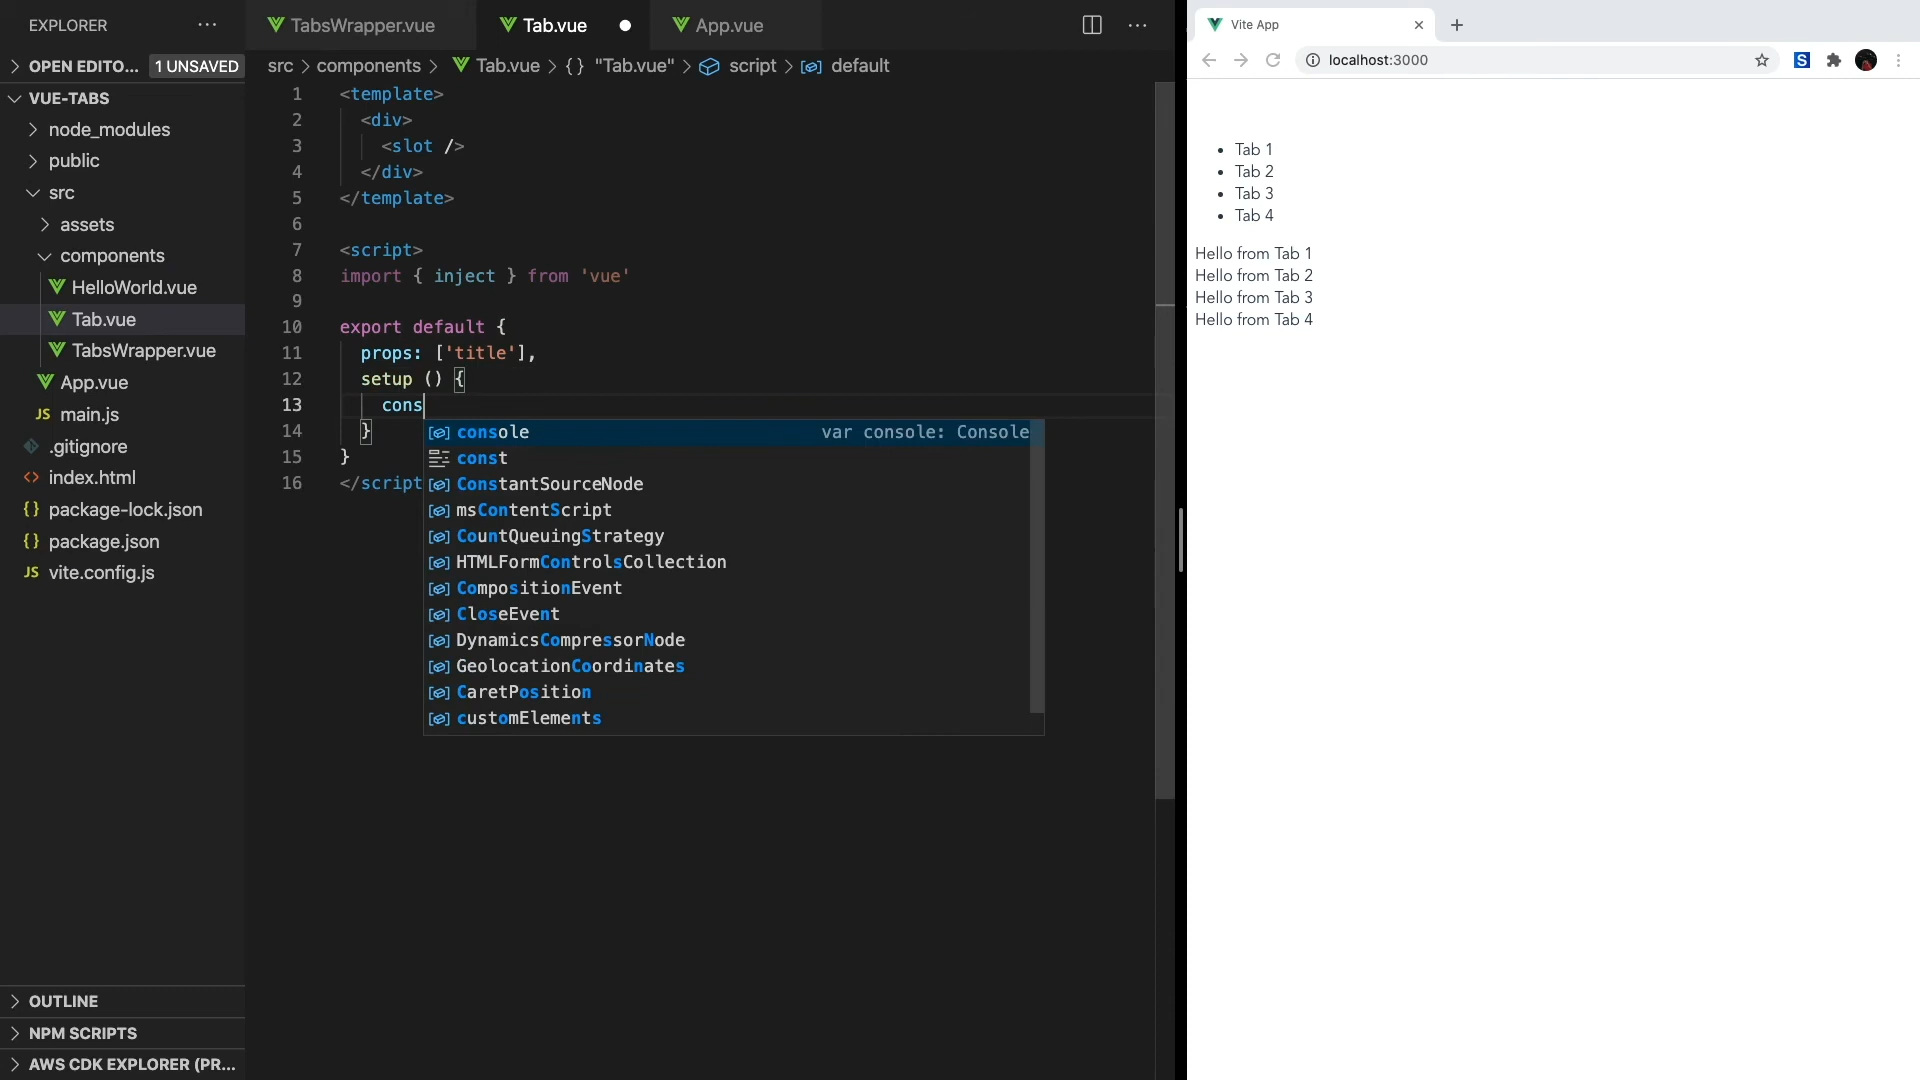 EXPLORER
OPEN EDITO... 1 UNSAVED
VUE-TABS
node_modules
public
src
assets
components
HelloWorld.vue
Tab.vue
TabsWrapper.vue
App.vue
JS main.js
.gitignore
<> index.html
{} package-lock.json
{} package.json
JS vite.config.js
OUTLINE
NPM SCRIPTS
AWS CDK EXPLORER (PR...
TabsWrapper.vue Tab.vue App.vue
src > components > Tab.vue > {} "Tab.vue" > script > default
1 <template>
2 <div>
3 <slot />
4 </div>
5 </template>
6
7 <script>
8 import { inject } from 'vue'
9
10 export default {
11 props: ['title'],
12 setup () {
13 cons
14 }
15 }
16 </script
console var console: Console
const
ConstantSourceNode
msContentScript
CountQueuingStrategy
HTMLFormControlsCollection
CompositionEvent
CloseEvent
DynamicsCompressorNode
GeolocationCoordinates
CaretPosition
customElements
Vite App
localhost:3000
S
• Tab 1
• Tab 2
• Tab 3
• Tab 4
Hello from Tab 1
Hello from Tab 2
Hello from Tab 3
Hello from Tab 4